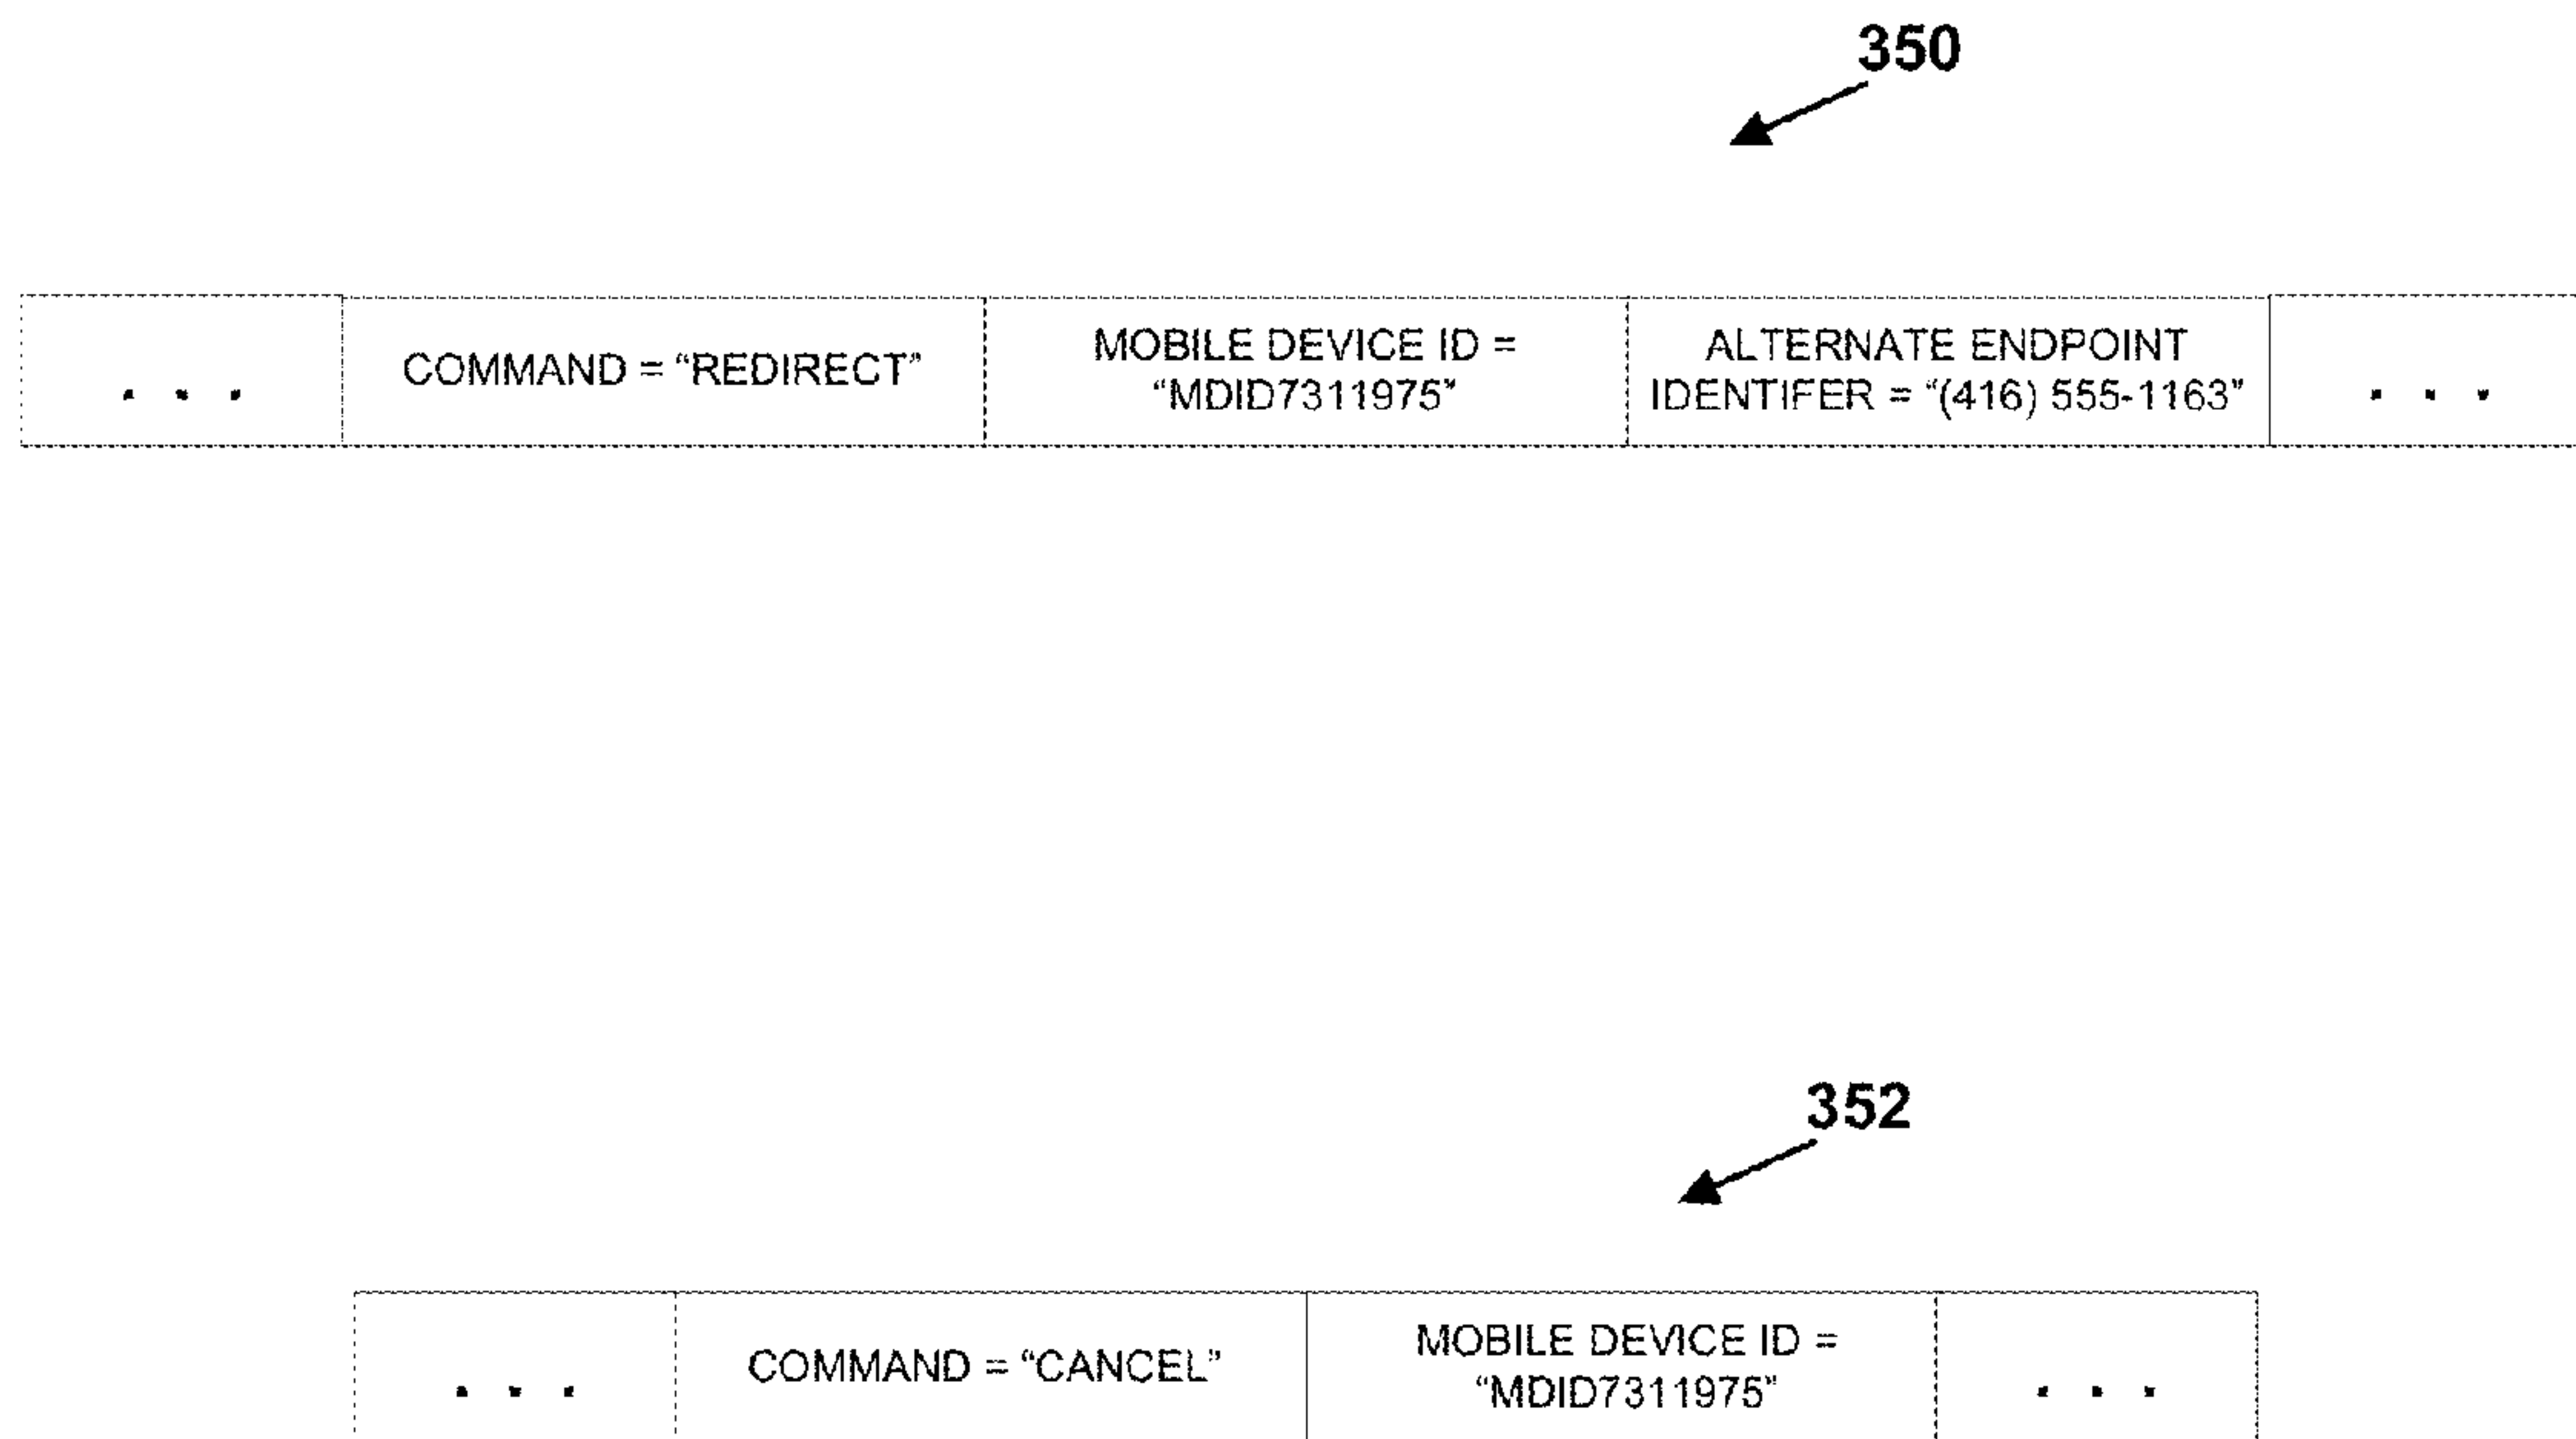 350
. . .
COMMAND = “REDIRECT”
MOBILE DEVICE ID =
“MDID7311975”
ALTERNATE ENDPOINT
IDENTIFER = “(416) 555-1163”
. . .
352
. . .
COMMAND = “CANCEL”
MOBILE DEVICE ID =
“MDID7311975”
. . .